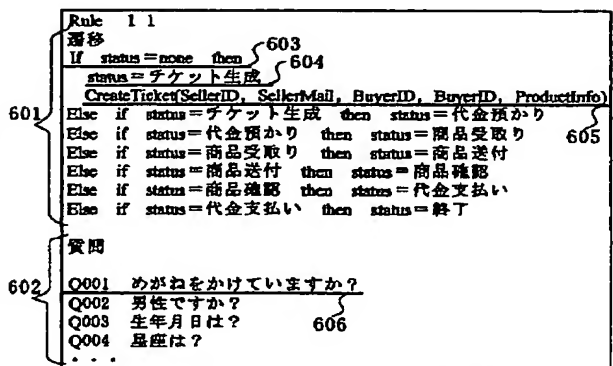 Rule 11
遷移
If status=none then
603
status=チケット生成
604
CreateTicket(SellerID, SellerMail, BuyerID, BuyerID, ProductInfo)
601
Else if status=チケット生成 then status=代金預かり
605
Else if status=代金預かり then status=商品受取り
Else if status=商品受取り then status=商品送付
Else if status=商品送付 then status=商品確認
Else if status=商品確認 then status=代金支払い
Else if status=代金支払い then status=終了
質問
602
Q001 めがねをかけていますか?
Q002 男性ですか?
606
Q003 生年月日は?
Q004 星座は?
・・・